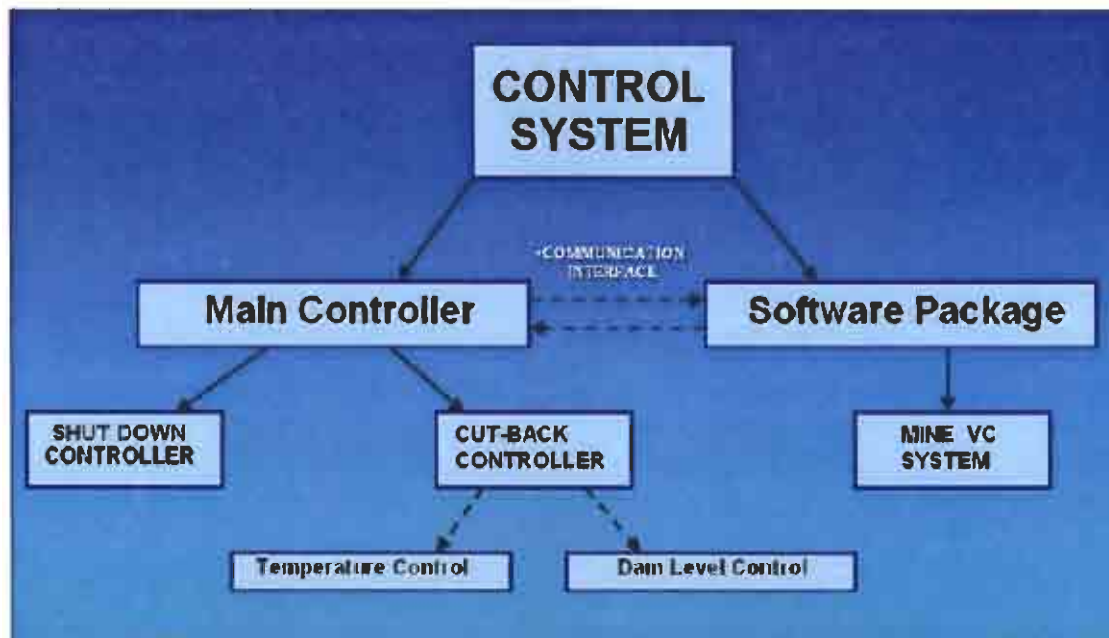 CONTROL
SYSTEM
•COMMUNICATION
INTERFACE
Main Controller
Software Package
SHUT DOWN
CONTROLLER
CUT-BACK
CONTROLLER
MINE VC
SYSTEM
Temperature Control
Dam Level Control